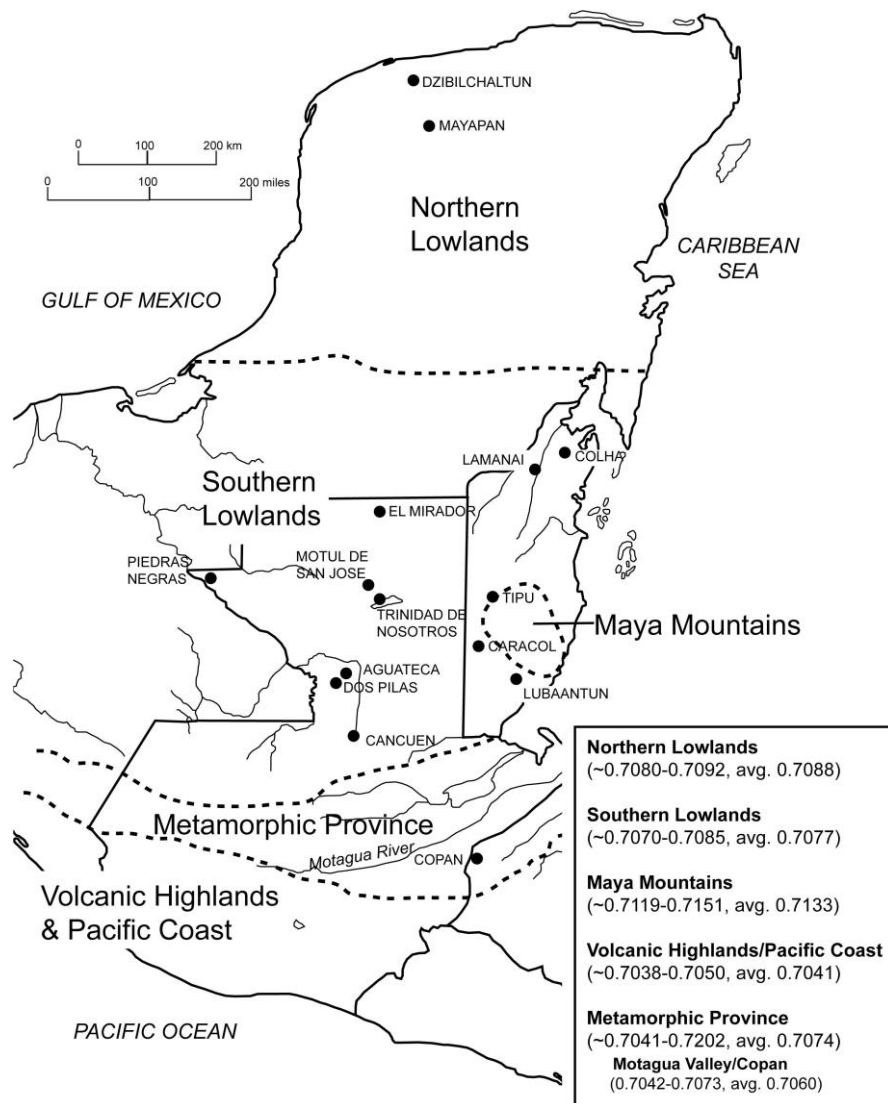 DZIBILCHALTUN
MAYAPAN
0 100 200 km
0 100 200 miles
Northern
Lowlands
CARIBBEAN
SEA
GULF OF MEXICO
LAMANAI
COLHA
Southern
Lowlands
EL MIRADOR
PIEDRAS
NEGRAS
MOTUL DE
SAN JOSE
TIPU
TRINIDAD DE
NOSOTROS
Maya Mountains
CARACOL
AGUATECA
DOS PILAS
LUBAANTUN
CANCUEN
Metamorphic Province
Motagua River
COPAN
Volcanic Highlands
& Pacific Coast
PACIFIC OCEAN
Northern Lowlands
(~0.7080-0.7092, avg. 0.7088)
Southern Lowlands
(~0.7070-0.7085, avg. 0.7077)
Maya Mountains
(~0.7119-0.7151, avg. 0.7133)
Volcanic Highlands/Pacific Coast
(~0.7038-0.7050, avg. 0.7041)
Metamorphic Province
(~0.7041-0.7202, avg. 0.7074)
Motagua Valley/Copan
(0.7042-0.7073, avg. 0.7060)